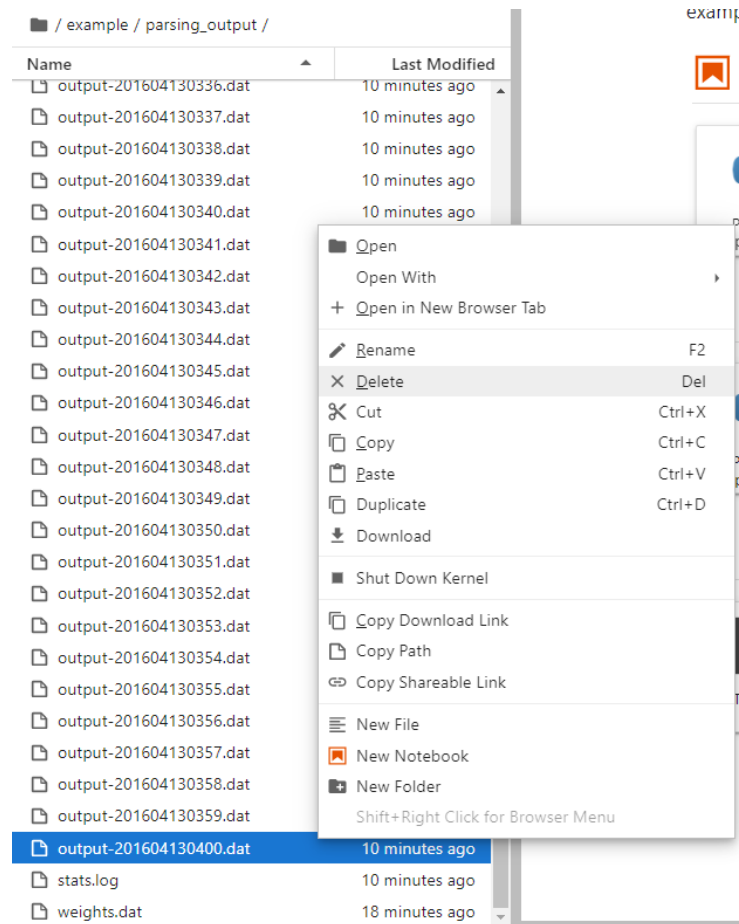 / example / parsing_output /
Name Last Modified
output-201604130336.dat 10 minutes ago
output-201604130337.dat 10 minutes ago
output-201604130338.dat 10 minutes ago
output-201604130339.dat 10 minutes ago
output-201604130340.dat 10 minutes ago
output-201604130341.dat
output-201604130342.dat
output-201604130343.dat
output-201604130344.dat
output-201604130345.dat
output-201604130346.dat
output-201604130347.dat
output-201604130348.dat
output-201604130349.dat
output-201604130350.dat
output-201604130351.dat
output-201604130352.dat
output-201604130353.dat
output-201604130354.dat
output-201604130355.dat
output-201604130356.dat
output-201604130357.dat
output-201604130358.dat
output-201604130359.dat
output-201604130400.dat 10 minutes ago
stats.log 10 minutes ago
weights.dat 18 minutes ago
Open
Open With
Open in New Browser Tab
Rename F2
Delete Del
Cut Ctrl+X
Copy Ctrl+C
Paste Ctrl+V
Duplicate Ctrl+D
Download
Shut Down Kernel
Copy Download Link
Copy Path
Copy Shareable Link
New File
New Notebook
New Folder
Shift+Right Click for Browser Menu